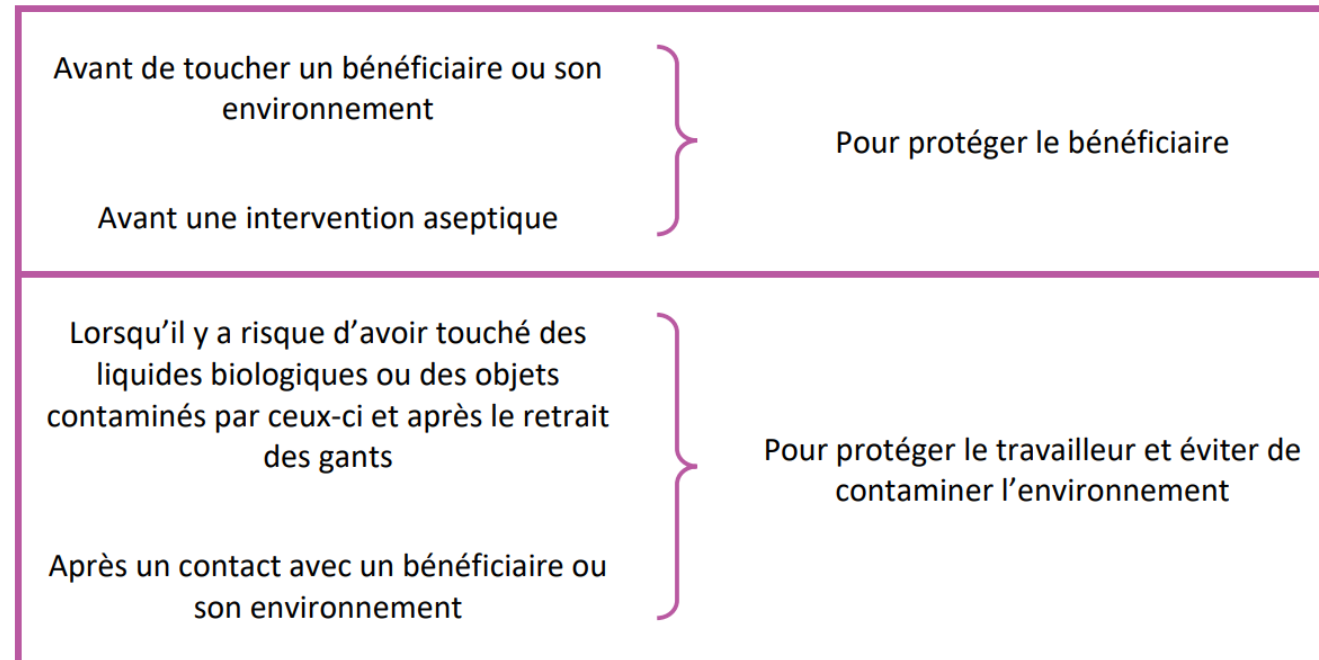 Avant de toucher un bénéficiaire ou son
environnement
Avant une intervention aseptique
Pour protéger le bénéficiaire
Lorsqu’il y a risque d’avoir touché des
liquides biologiques ou des objets
contaminés par ceux-ci et après le retrait
des gants
Après un contact avec un bénéficiaire ou
son environnement
Pour protéger le travailleur et éviter de
contaminer l’environnement